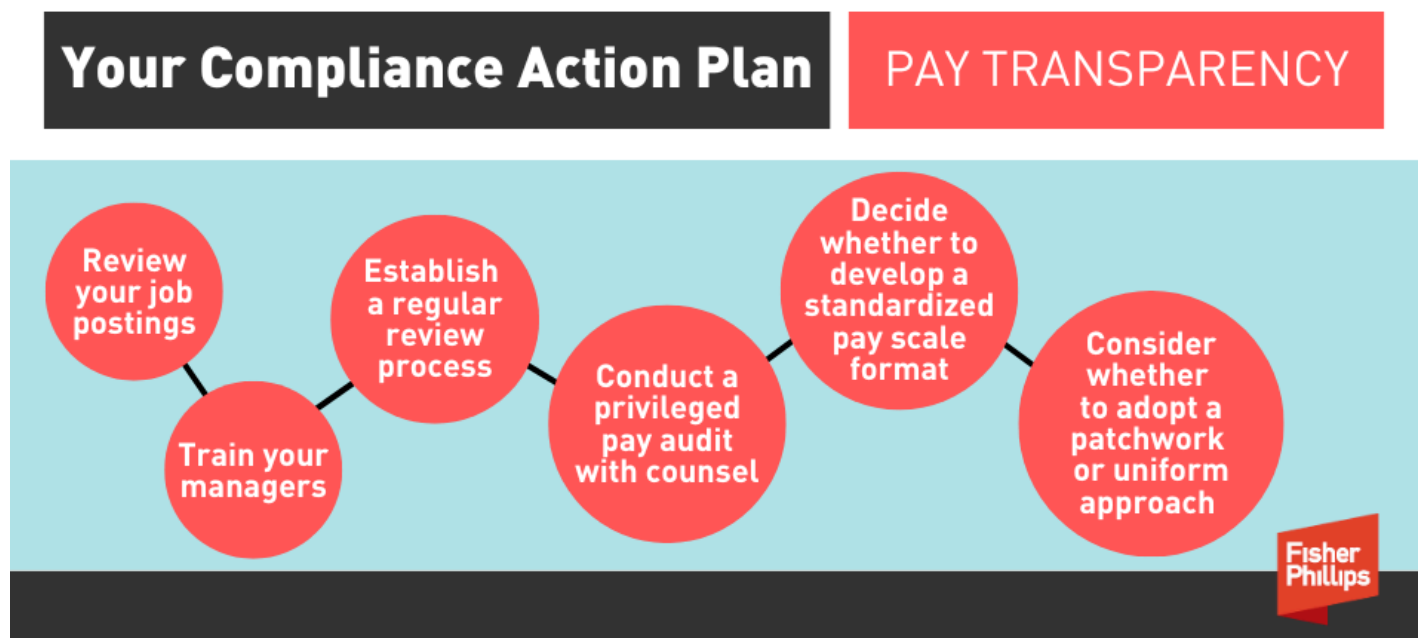 Your Compliance Action Plan
PAY TRANSPARENCY
Review
your job
postings
Train your
managers
Establish
a regular
review
process
Conduct a
privileged
pay audit
with counsel
Decide
whether to
develop a
standardized
pay scale
format
Consider
whether
to adopt a
patchwork
or uniform
approach
Fisher
Phillips